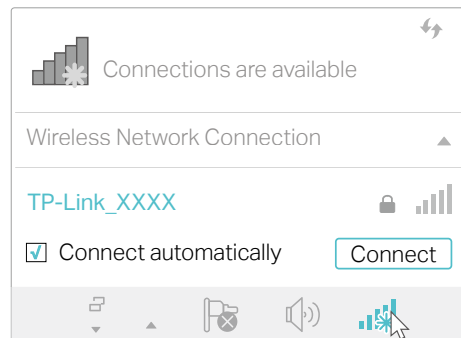 Connections are available
Wireless Network Connection
TP-Link_XXXX
Connect automatically
Connect